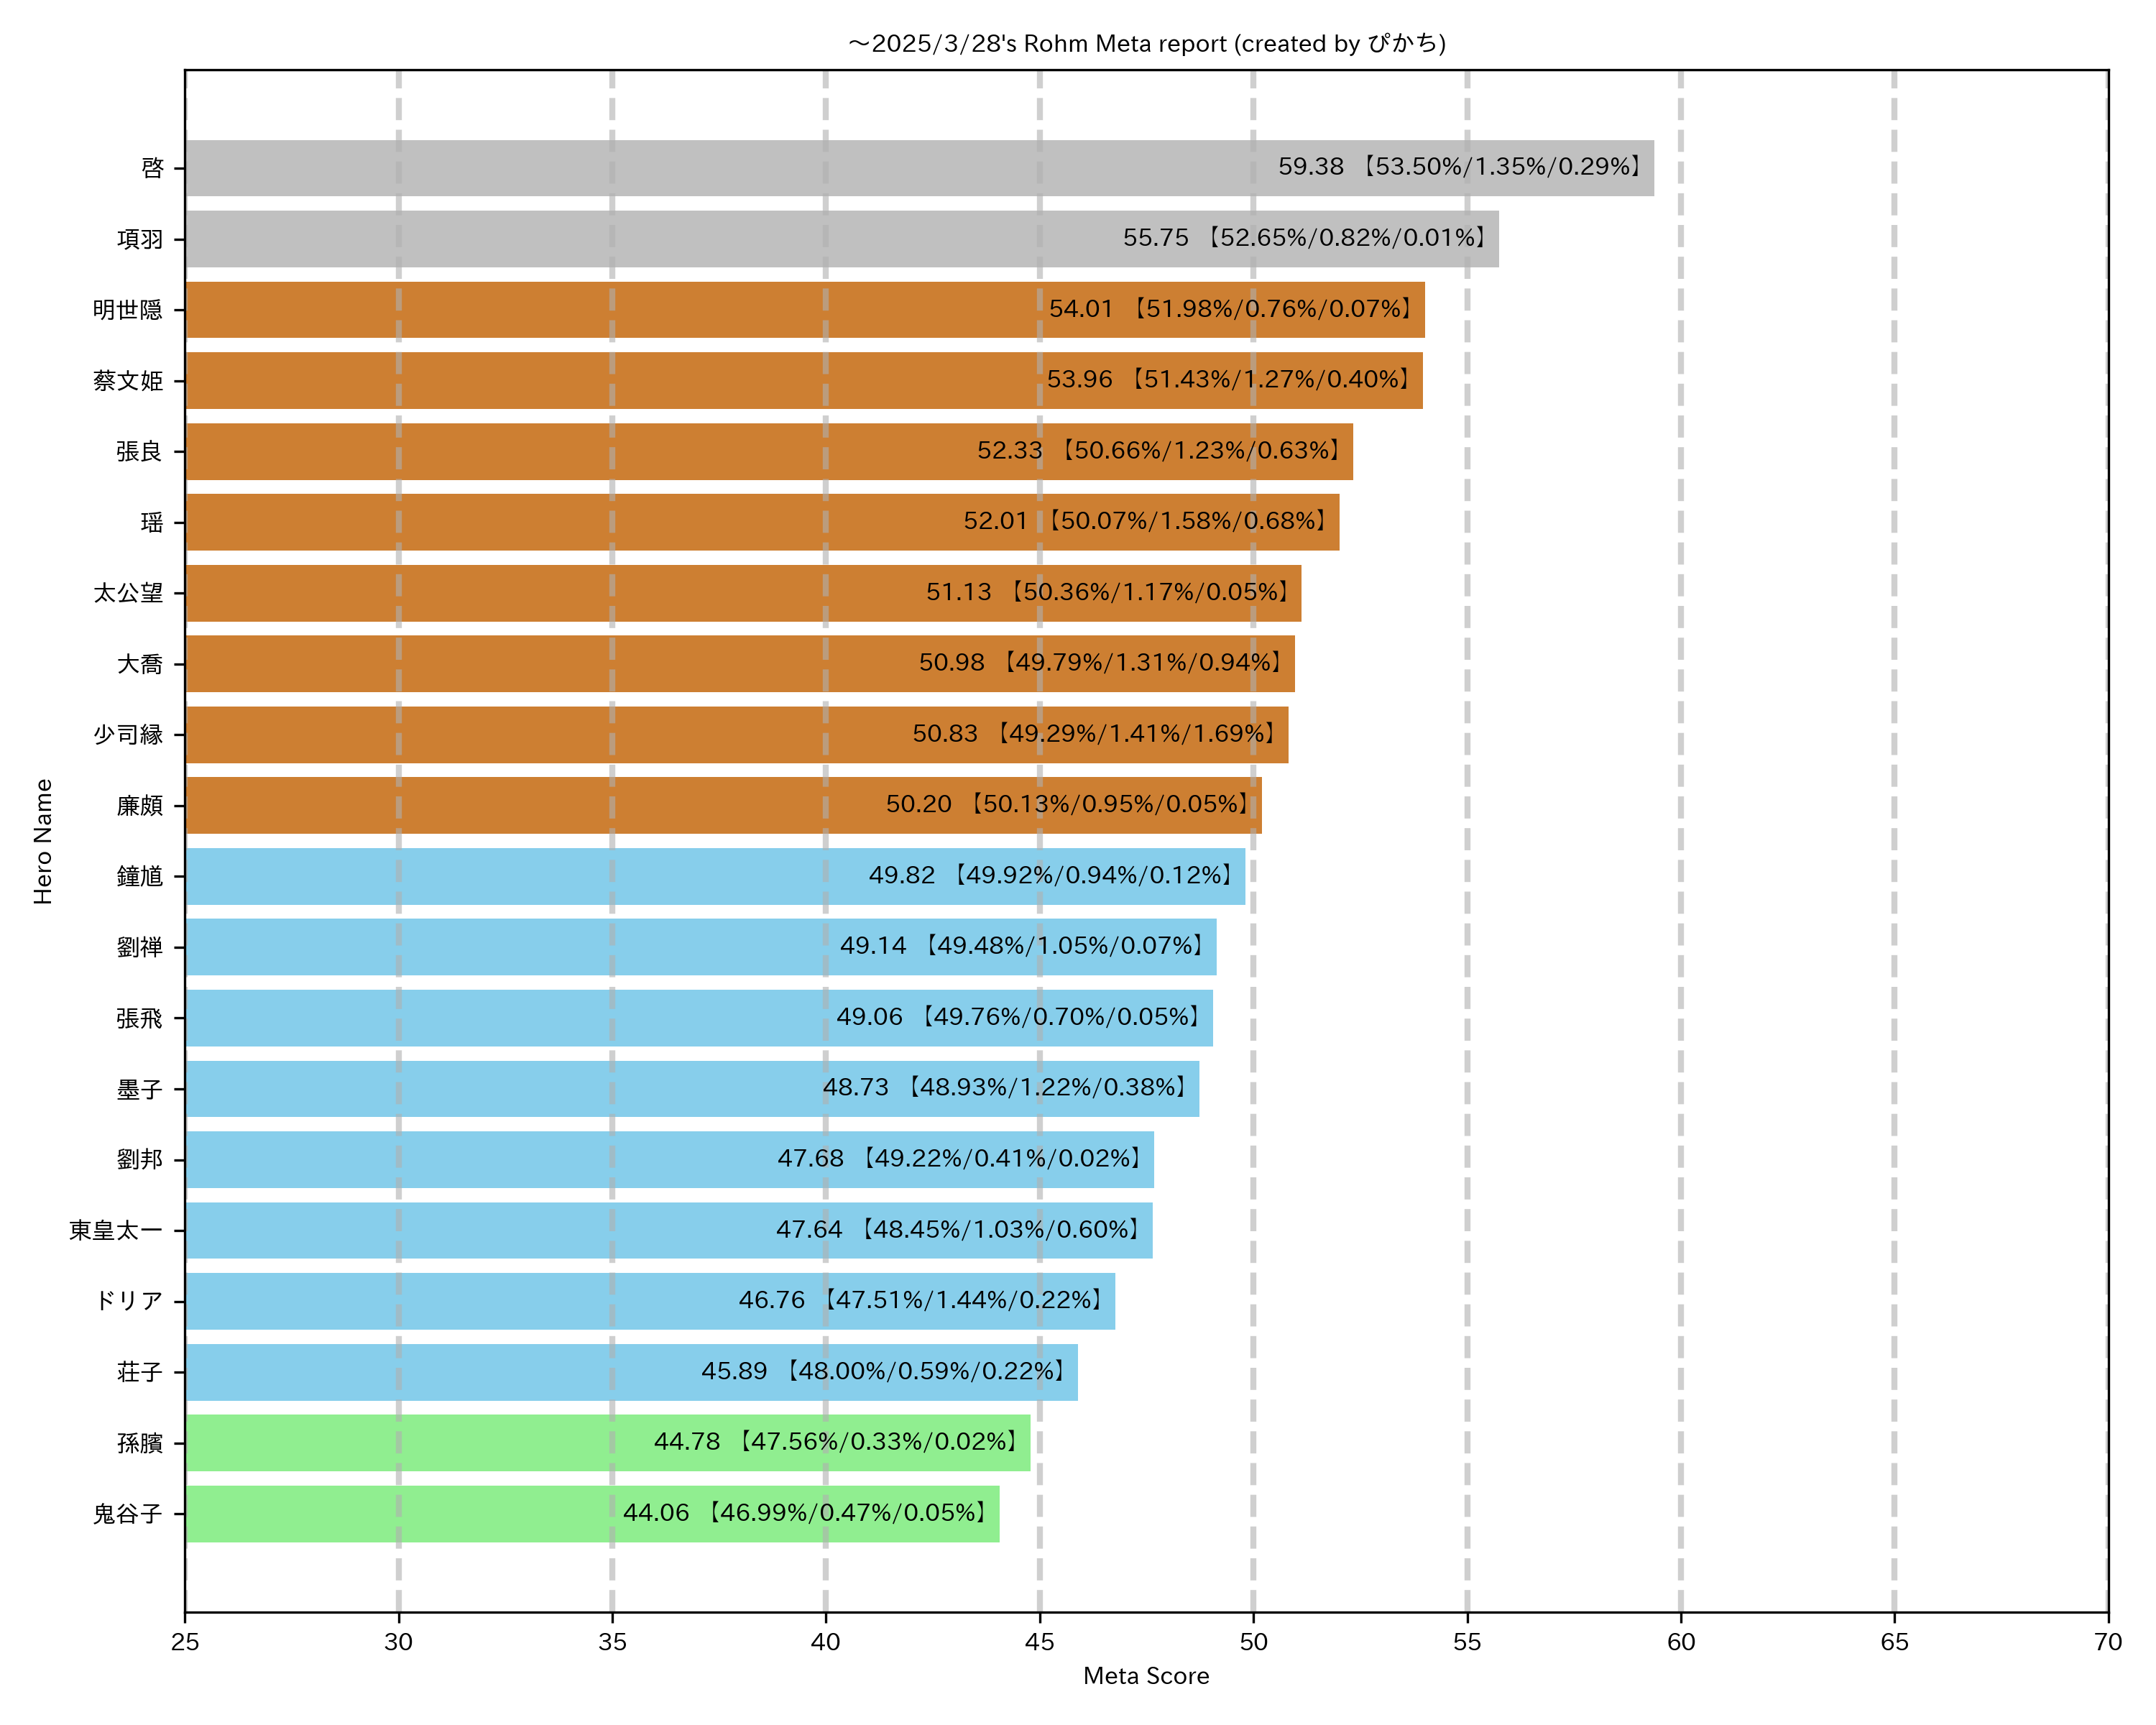 ～2025/3/28's Rohm Meta report (created by ぴかち)
啓 59.38 【53.50%/1.35%/0.29%】
項羽 55.75 【52.65%/0.82%/0.01%】
明世隠 54.01 【51.98%/0.76%/0.07%】
蔡文姫 53.96 【51.43%/1.27%/0.40%】
張良 52.33 【50.66%/1.23%/0.63%】
瑶 52.01 【50.07%/1.58%/0.68%】
太公望 51.13 【50.36%/1.17%/0.05%】
大喬 50.98 【49.79%/1.31%/0.94%】
少司縁 50.83 【49.29%/1.41%/1.69%】
廉頗 50.20 【50.13%/0.95%/0.05%】
鐘馗 49.82 【49.92%/0.94%/0.12%】
劉禅 49.14 【49.48%/1.05%/0.07%】
張飛 49.06 【49.76%/0.70%/0.05%】
墨子 48.73 【48.93%/1.22%/0.38%】
劉邦 47.68 【49.22%/0.41%/0.02%】
東皇太一 47.64 【48.45%/1.03%/0.60%】
ドリア 46.76 【47.51%/1.44%/0.22%】
荘子 45.89 【48.00%/0.59%/0.22%】
孫臏 44.78 【47.56%/0.33%/0.02%】
鬼谷子 44.06 【46.99%/0.47%/0.05%】
Hero Name
25 30 35 40 45 50 55 60 65 70
Meta Score